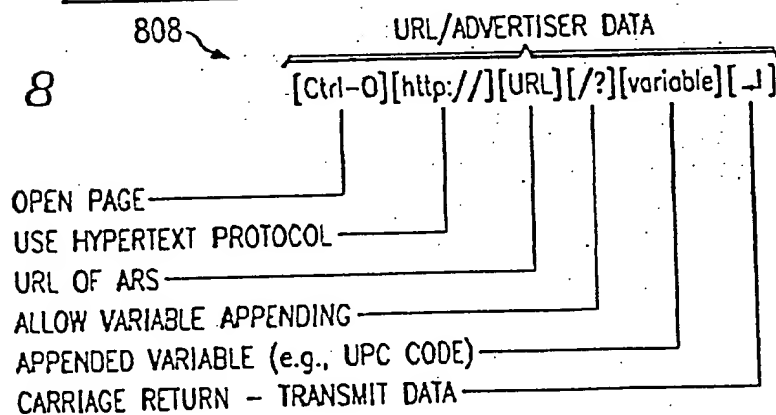 808
URL/ADVERTISER DATA
8
[Ctrl-O][http://][URL][/?][variable][↵]
OPEN PAGE
USE HYPERTEXT PROTOCOL
URL OF ARS
ALLOW VARIABLE APPENDING
APPENDED VARIABLE (e.g., UPC CODE)
CARRIAGE RETURN - TRANSMIT DATA